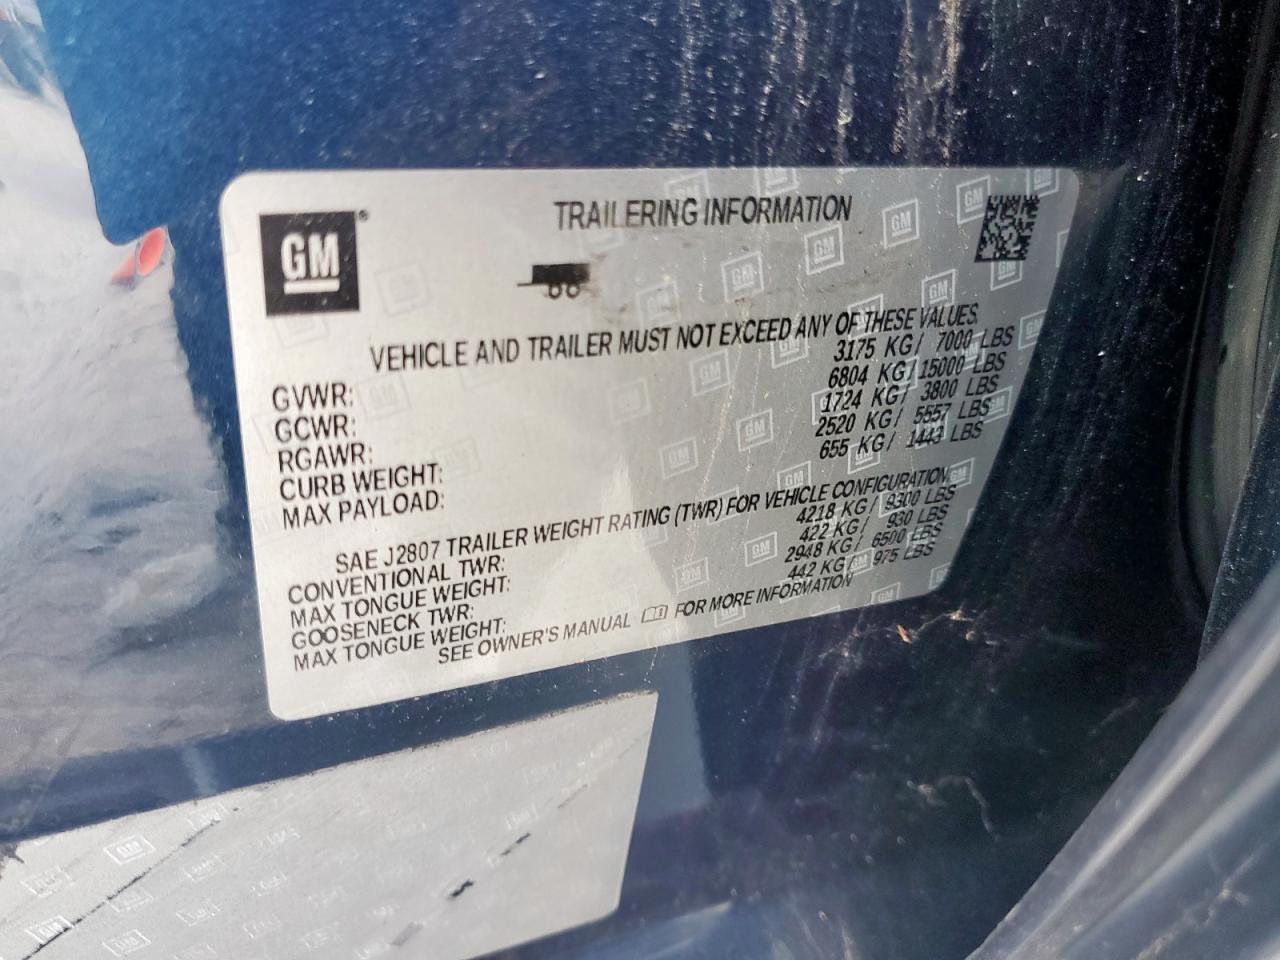 GM®
TRAILERING INFORMATION
VEHICLE AND TRAILER MUST NOT EXCEED ANY OF THESE VALUES
GVWR: 3175 KG/ 7000 LBS
GCWR: 6804 KG/ 15000 LBS
RGAWR: 1724 KG/ 3800 LBS
CURB WEIGHT: 2520 KG/ 5557 LBS
MAX PAYLOAD: 655 KG/ 1443 LBS
SAE J2807 TRAILER WEIGHT RATING (TWR) FOR VEHICLE CONFIGURATION
CONVENTIONAL TWR: 4218 KG/ 9300 LBS
MAX TONGUE WEIGHT: 422 KG/ 930 LBS
GOOSENECK TWR: 2948 KG/ 6500 LBS
MAX TONGUE WEIGHT: 442 KG/ 975 LBS
SEE OWNER'S MANUAL FOR MORE INFORMATION